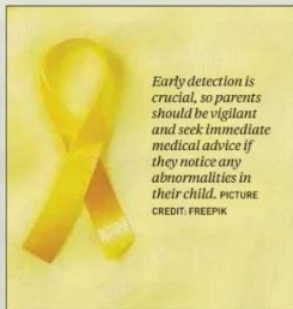 Early detection is
crucial, so parents
should be vigilant
and seek immediate
medical advice if
they notice any
abnormalities in
their child. PICTURE
CREDIT: FREEPIK